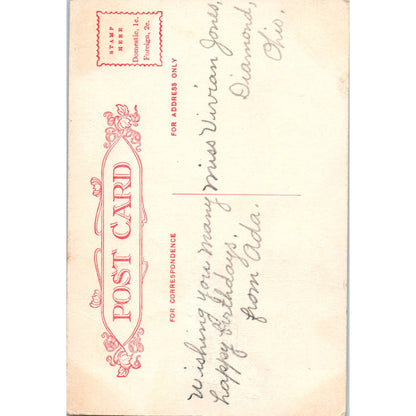 POST CARD
STAMP
HERE
Domestic, 1c.
Foreign, 2c.
FOR CORRESPONDENCE
FOR ADDRESS ONLY
Wishing you many
happy birthdays.
from Ada.
Miss Vivian Jones,
Diamond,
Ohio.